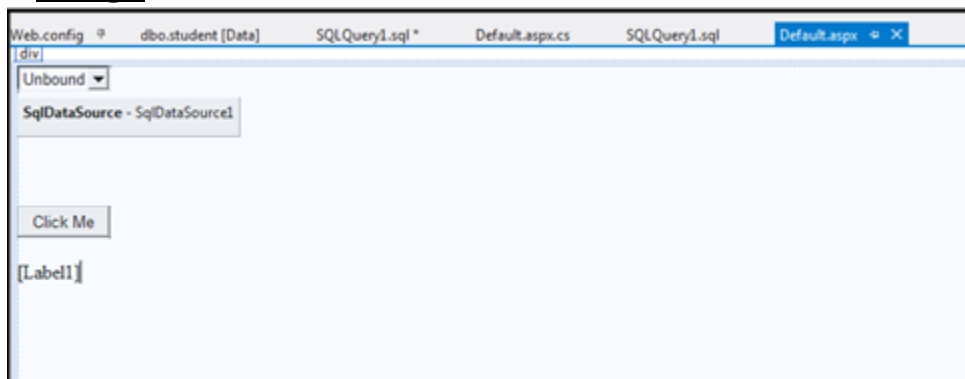 Web.config dbo.student [Data] SQLQuery1.sql * Default.aspx.cs SQLQuery1.sql Default.aspx
div
Unbound
SqlDataSource - SqlDataSource1
Click Me
[Label1]